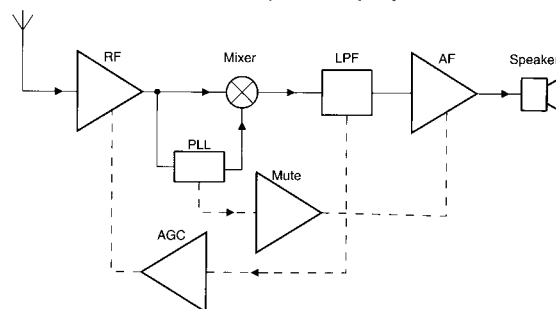 RF
Mixer
LPF
AF
Speaker
PLL
Mute
AGC